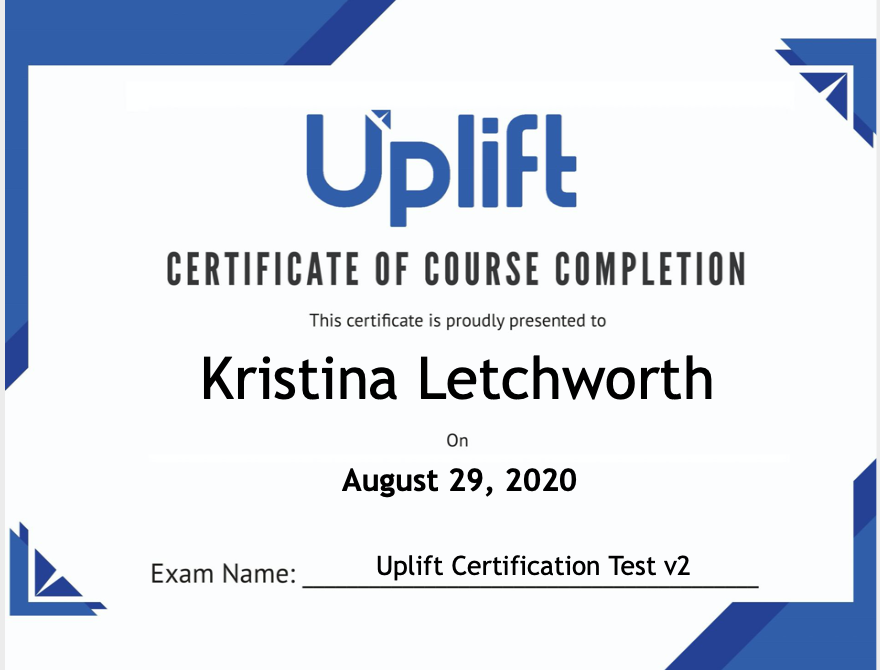 Uplift
CERTIFICATE OF COURSE COMPLETION
This certificate is proudly presented to
Kristina Letchworth
On
August 29, 2020
Exam Name: Uplift Certification Test v2